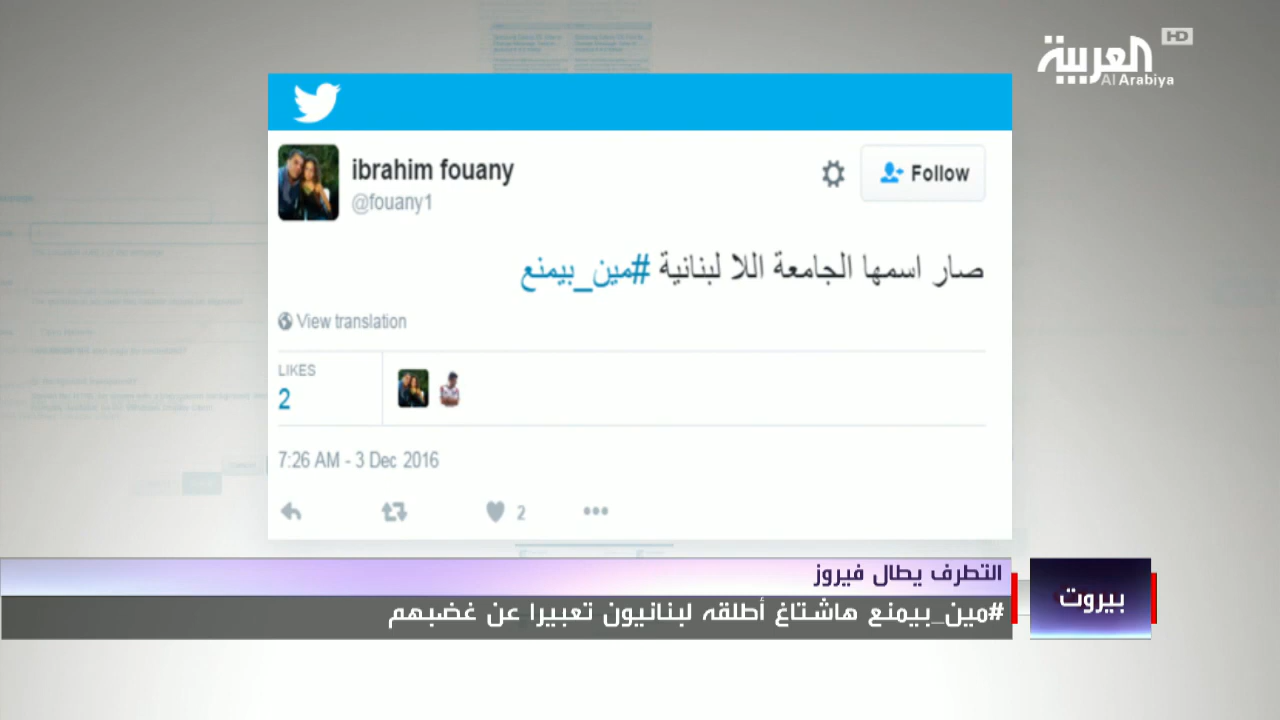 العربية HD
Al Arabiya
ibrahim fouany
@fouany1
Follow
صار اسمها الجامعة اللا لبنانية #مين_بيمنع
View translation
LIKES
2
7:26 AM - 3 Dec 2016
2
التطرف يطال فيروز
#مين_بيمنع هاشتاغ أطلقه لبنانيون تعبيرا عن غضبهم
بيروت